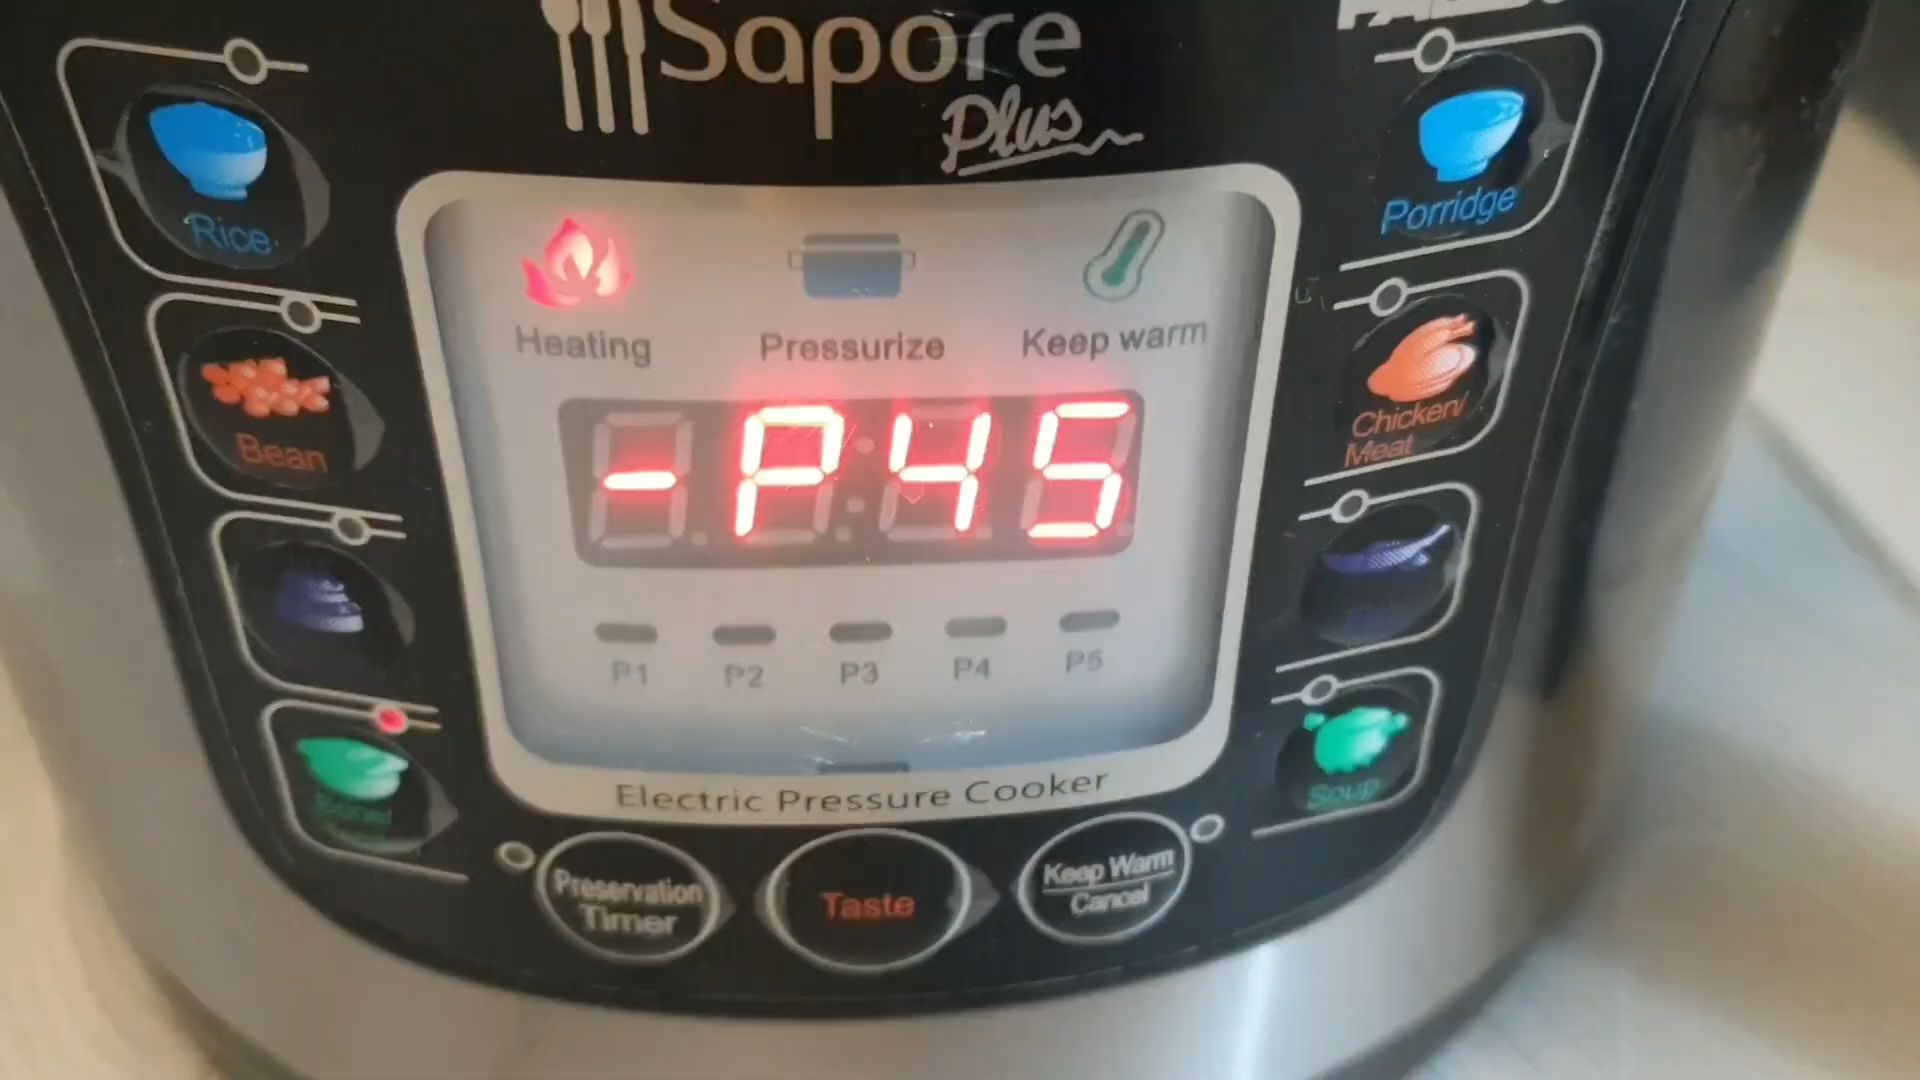 Sapore
Plus
Rice
Porridge
Heating
Pressurize
Keep warm
Bean
-P45
Chicken/
Meat
P1
P2
P3
P4
P5
Electric Pressure Cooker
Bone/
Soup
Preservation
Timer
Taste
Keep Warm
Cancel